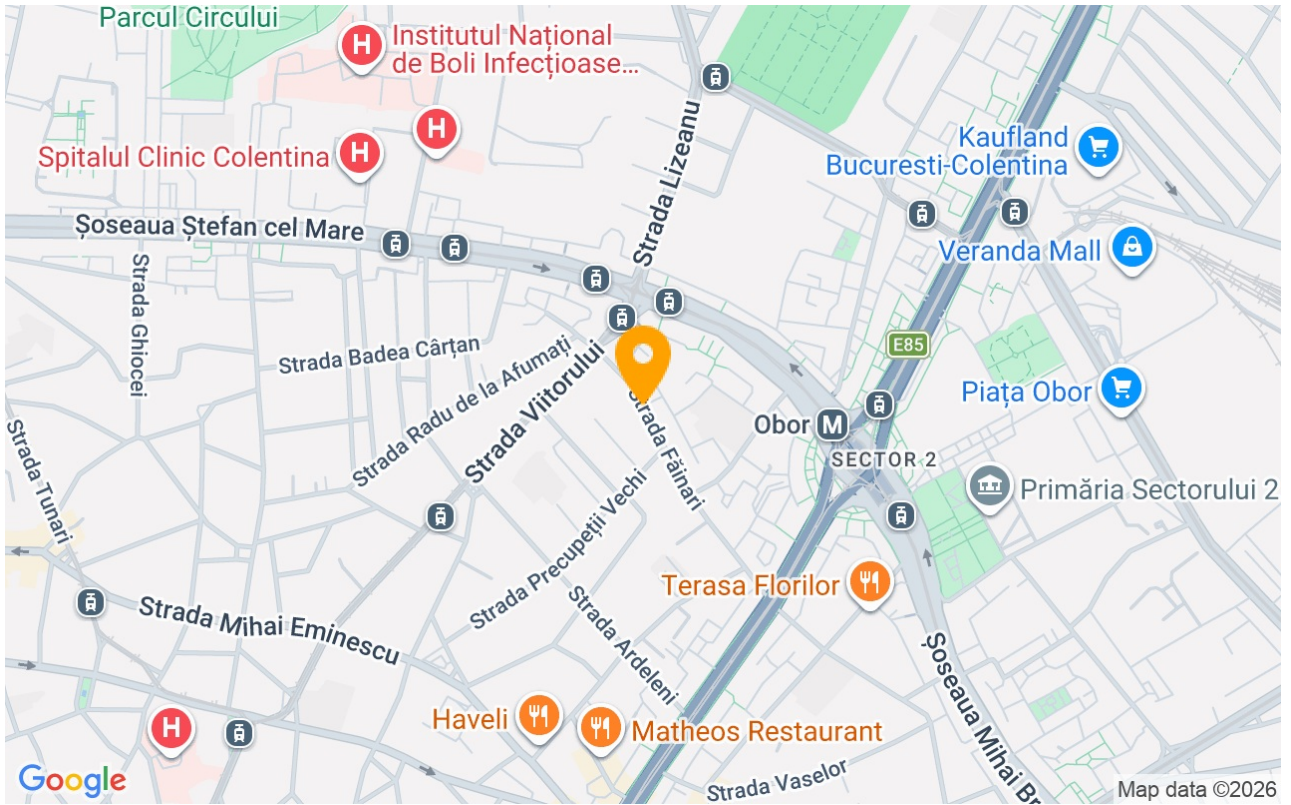 Parcul Circului
Institutul Național
de Boli Infecțioase...
H
H
Spitalul Clinic Colentina
H
Strada Lizeanu
Kaufland
Bucuresti-Colentina
Șoseaua Ștefan cel Mare
Veranda Mall
Strada Ghiocei
E85
Strada Badea Cârțan
Strada Radu de la Afumați
Strada Viitorului
Piața Obor
Strada Făinari
Obor
M
SECTOR 2
Strada Tunari
Primăria Sectorului 2
Strada Precupeții Vechi
Terasa Florilor
Strada Mihai Eminescu
Strada Ardeleni
Șoseaua Mihai Br
Haveli
H
Matheos Restaurant
Strada Vaselor
Google
Map data ©2026